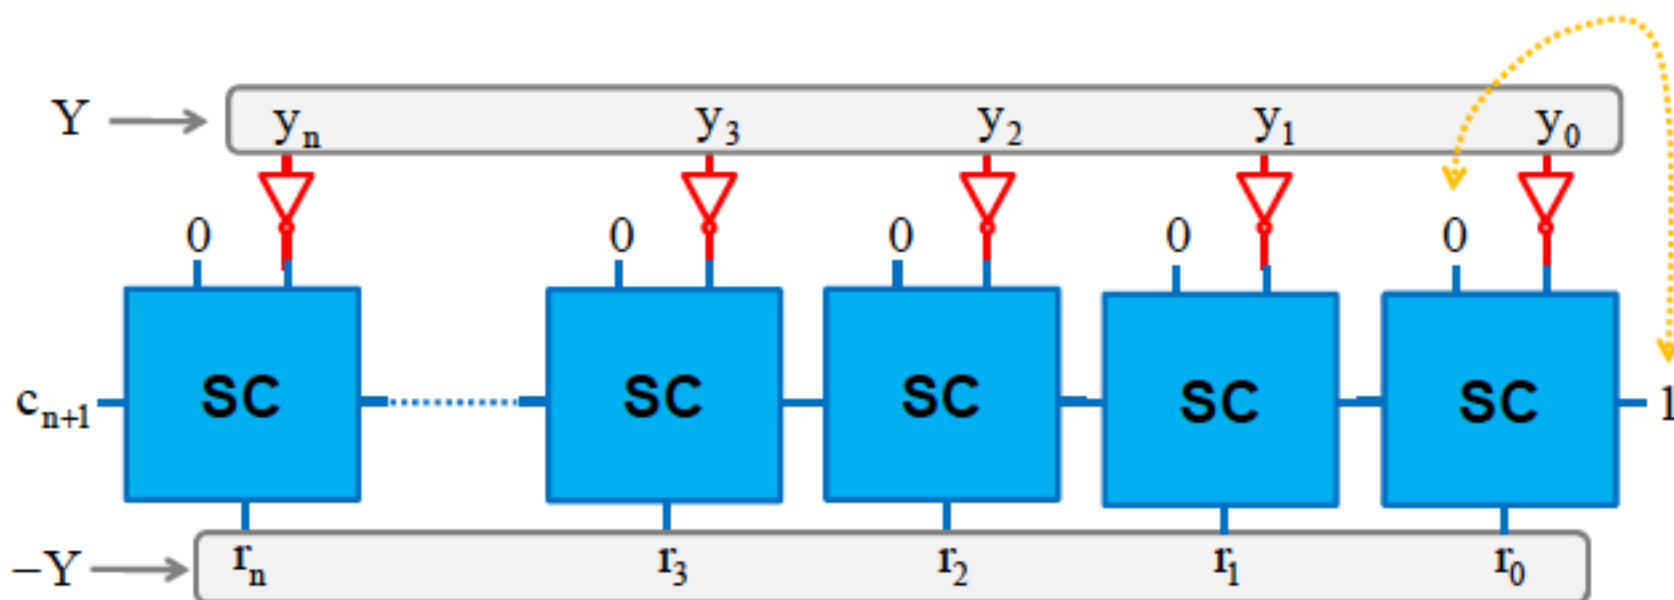 Y yₙ y₃ y₂ y₁ y₀
0 0 0 0 0
cₙ₊₁ SC SC SC SC SC 1
−Y rₙ r₃ r₂ r₁ r₀